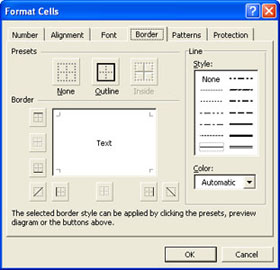 Format Cells
Number Alignment Font Border Patterns Protection
Presets
None Outline Inside
Border
Text
Line
Style:
None
Color:
Automatic
The selected border style can be applied by clicking the presets, preview
diagram or the buttons above.
OK Cancel